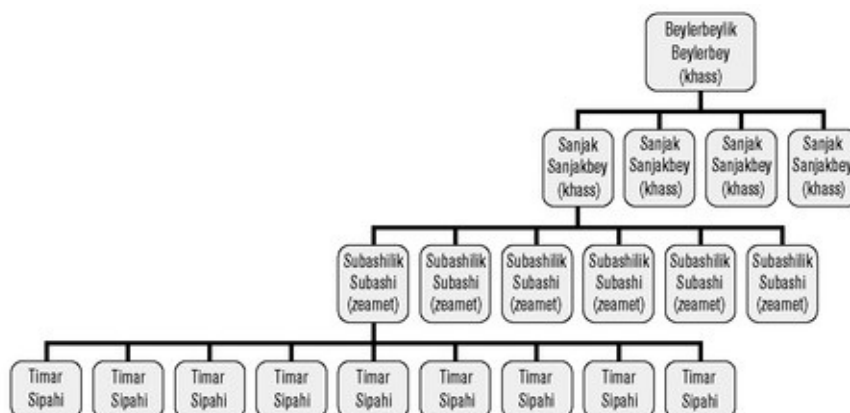 Beylerbeylik
Beylerbey
(khass)
Sanjak
Sanjakbey
(khass)
Sanjak
Sanjakbey
(khass)
Sanjak
Sanjakbey
(khass)
Sanjak
Sanjakbey
(khass)
Subashilik
Subashi
(zeamet)
Subashilik
Subashi
(zeamet)
Subashilik
Subashi
(zeamet)
Subashilik
Subashi
(zeamet)
Subashilik
Subashi
(zeamet)
Subashilik
Subashi
(zeamet)
Timar
Sipahi
Timar
Sipahi
Timar
Sipahi
Timar
Sipahi
Timar
Sipahi
Timar
Sipahi
Timar
Sipahi
Timar
Sipahi
Timar
Sipahi